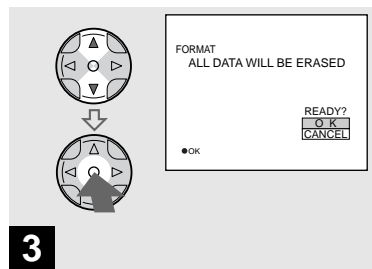 FORMAT
ALL DATA WILL BE ERASED
READY?
O K
CANCEL
●OK
3